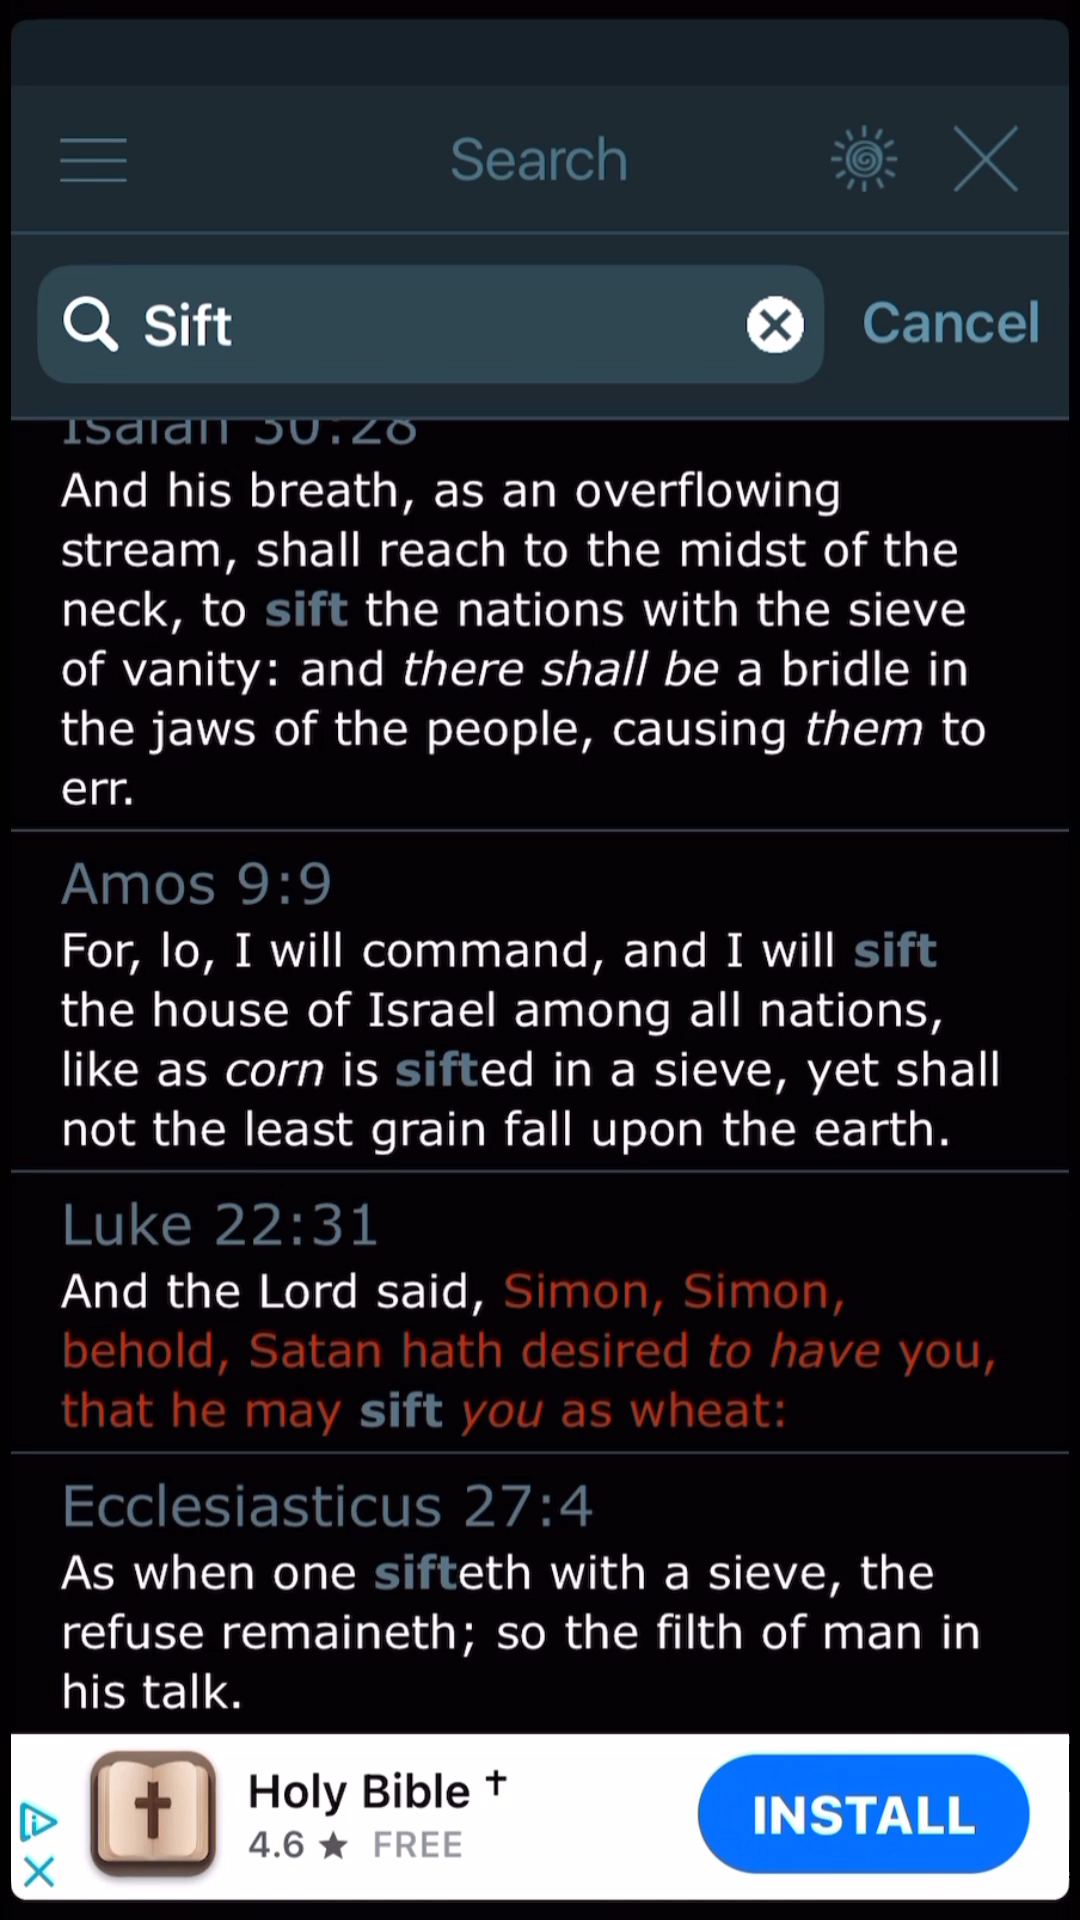 Search
Sift
Cancel
Isaiah 30:28
And his breath, as an overflowing
stream, shall reach to the midst of the
neck, to sift the nations with the sieve
of vanity: and there shall be a bridle in
the jaws of the people, causing them to
err.
Amos 9:9
For, lo, I will command, and I will sift
the house of Israel among all nations,
like as corn is sifted in a sieve, yet shall
not the least grain fall upon the earth.
Luke 22:31
And the Lord said, Simon, Simon,
behold, Satan hath desired to have you,
that he may sift you as wheat:
Ecclesiasticus 27:4
As when one sifteth with a sieve, the
refuse remaineth; so the filth of man in
his talk.
Holy Bible ✝
4.6 ★ FREE
INSTALL